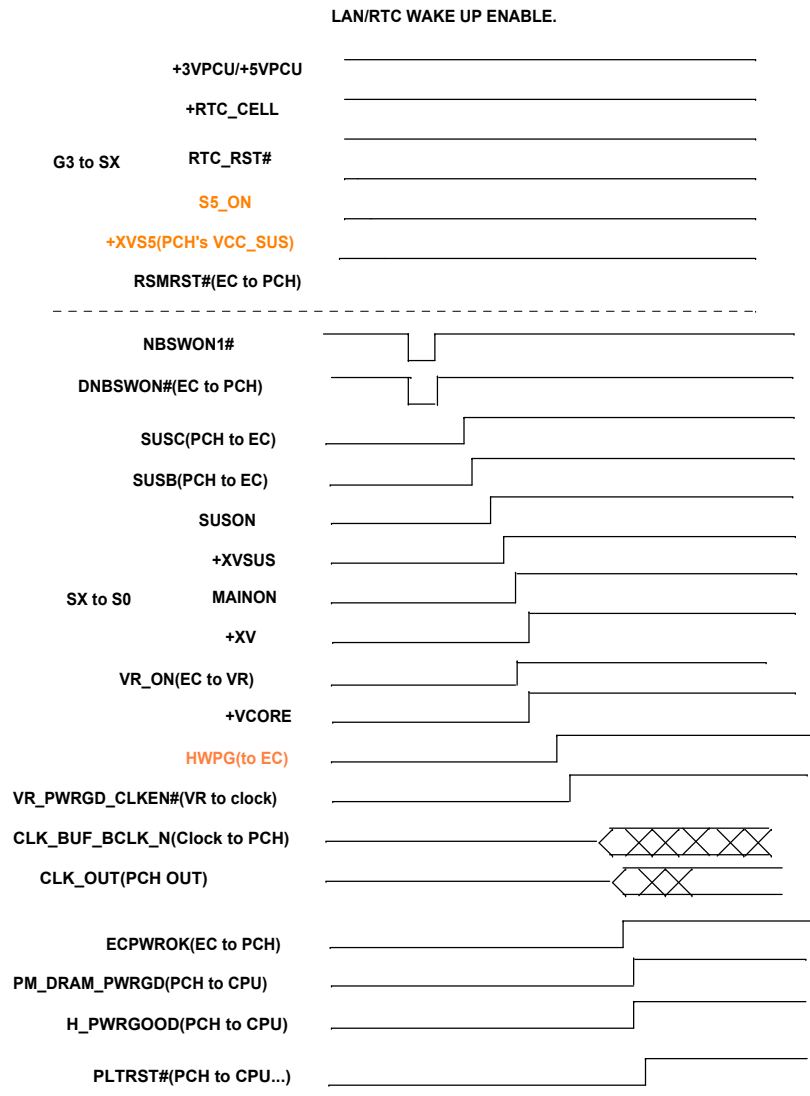 LAN/RTC WAKE UP ENABLE.
+3VPCU/+5VPCU
+RTC_CELL
G3 to SX
RTC_RST#
S5_ON
+XVS5(PCH's VCC_SUS)
RSMRST#(EC to PCH)
NBSWON1#
DNBSWON#(EC to PCH)
SUSC(PCH to EC)
SUSB(PCH to EC)
SUSON
+XVSUS
SX to S0
MAINON
+XV
VR_ON(EC to VR)
+VCORE
HWPG(to EC)
VR_PWRGD_CLKEN#(VR to clock)
CLK_BUF_BCLK_N(Clock to PCH)
CLK_OUT(PCH OUT)
ECPWROK(EC to PCH)
PM_DRAM_PWRGD(PCH to CPU)
H_PWRGOOD(PCH to CPU)
PLTRST#(PCH to CPU...)